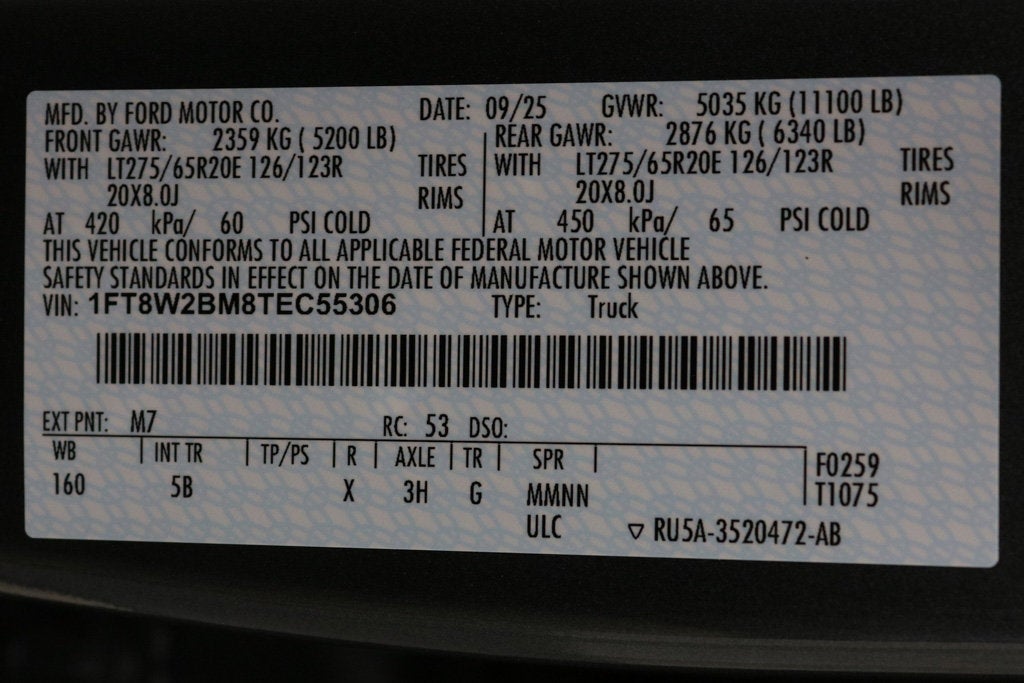 MFD. BY FORD MOTOR CO. DATE: 09/25 GVWR: 5035 KG (11100 LB)
FRONT GAWR: 2359 KG ( 5200 LB) REAR GAWR: 2876 KG ( 6340 LB)
WITH LT275/65R20E 126/123R TIRES WITH LT275/65R20E 126/123R TIRES
20X8.0J RIMS 20X8.0J RIMS
AT 420 kPa/ 60 PSI COLD AT 450 kPa/ 65 PSI COLD
THIS VEHICLE CONFORMS TO ALL APPLICABLE FEDERAL MOTOR VEHICLE
SAFETY STANDARDS IN EFFECT ON THE DATE OF MANUFACTURE SHOWN ABOVE.
VIN: 1FT8W2BM8TEC55306 TYPE: Truck
EXT PNT: M7 RC: 53 DSO:
WB INT TR TP/PS R AXLE TR SPR F0259
160 5B X 3H G MMNN T1075
ULC ▽ RU5A-3520472-AB